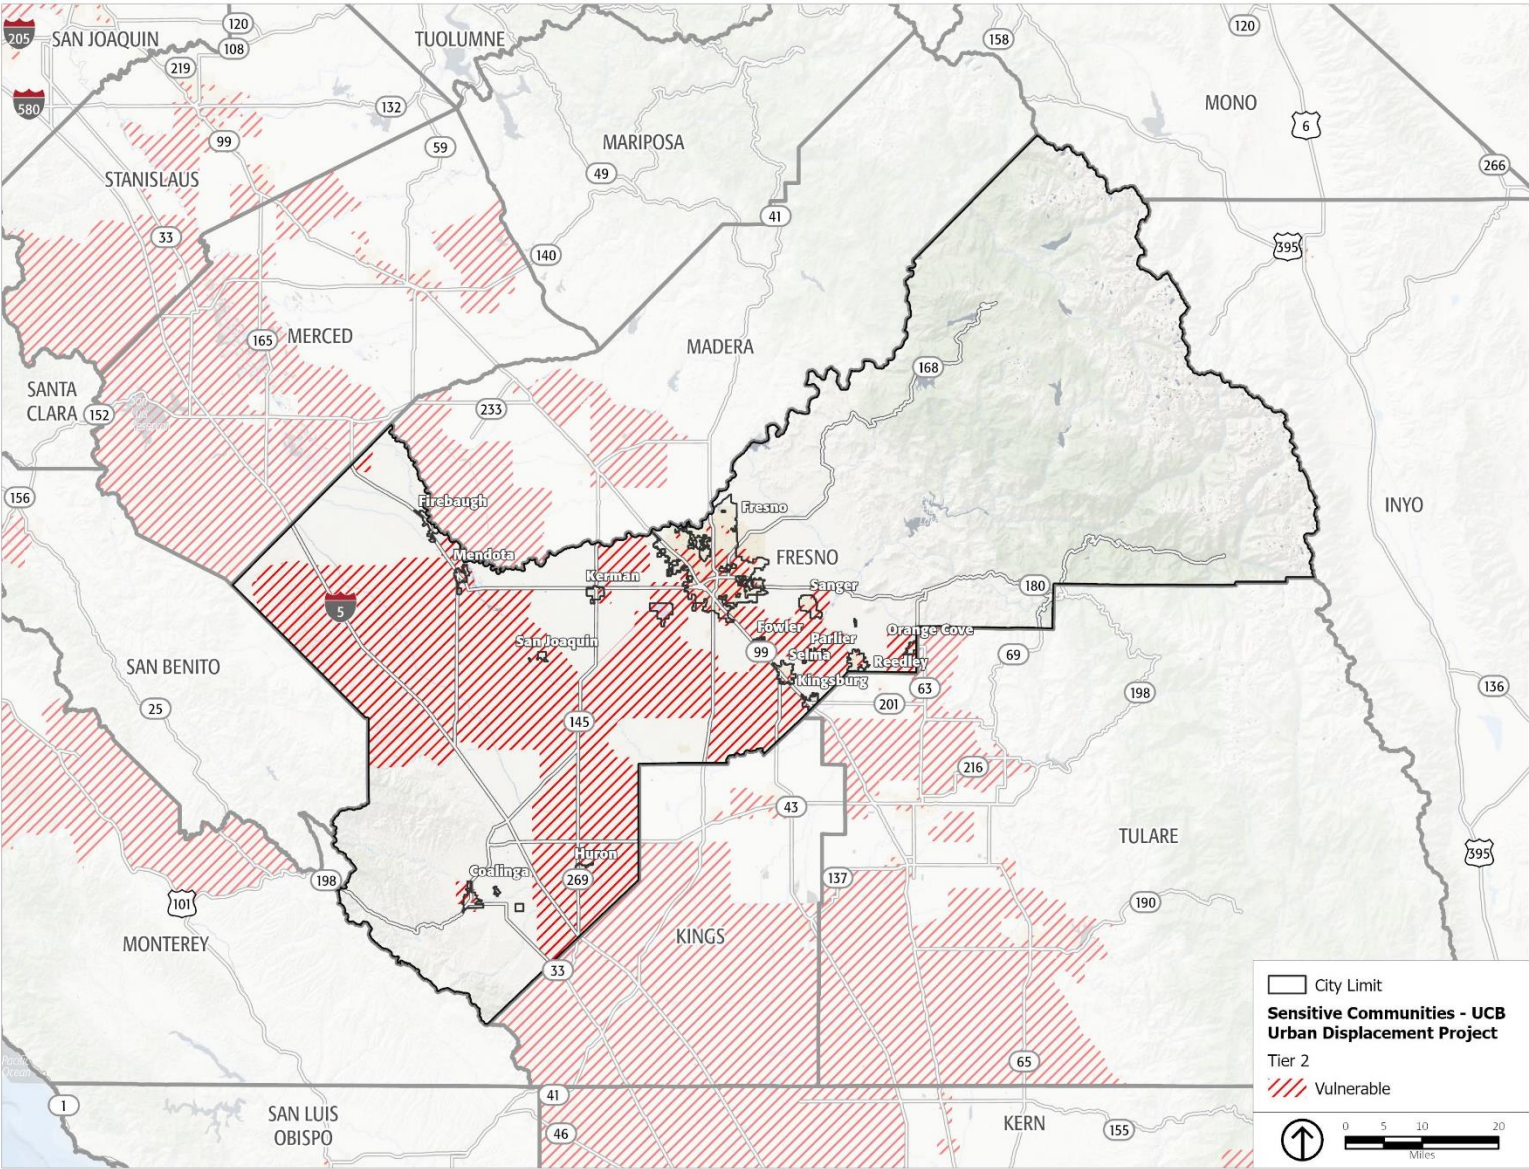 205
SAN JOAQUIN
120
108
TUOLUMNE
158
120
219
580
132
MONO
6
99
59
MARIPOSA
49
266
STANISLAUS
41
33
140
395
165
MERCED
MADERA
168
SANTA
CLARA
152
233
156
Firebaugh
Fresno
INYO
Mendota
FRESNO
Kerman
Sanger
180
5
San Joaquin
Fowler
Parlier
Orange Cove
99
Selma
Reedley
69
SAN BENITO
Kingsburg
63
198
136
25
201
145
216
43
TULARE
Huron
Coalinga
269
198
137
395
101
190
MONTEREY
KINGS
33
65
Pacific
Ocean
1
41
SAN LUIS
OBISPO
46
KERN
155
City Limit
Sensitive Communities - UCB
Urban Displacement Project
Tier 2
Vulnerable
0 5 10 20
Miles